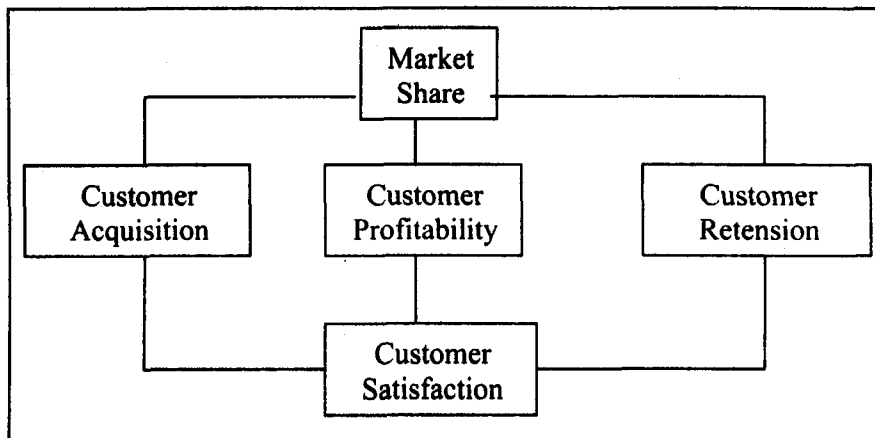 Market
Share
Customer
Acquisition
Customer
Profitability
Customer
Retension
Customer
Satisfaction